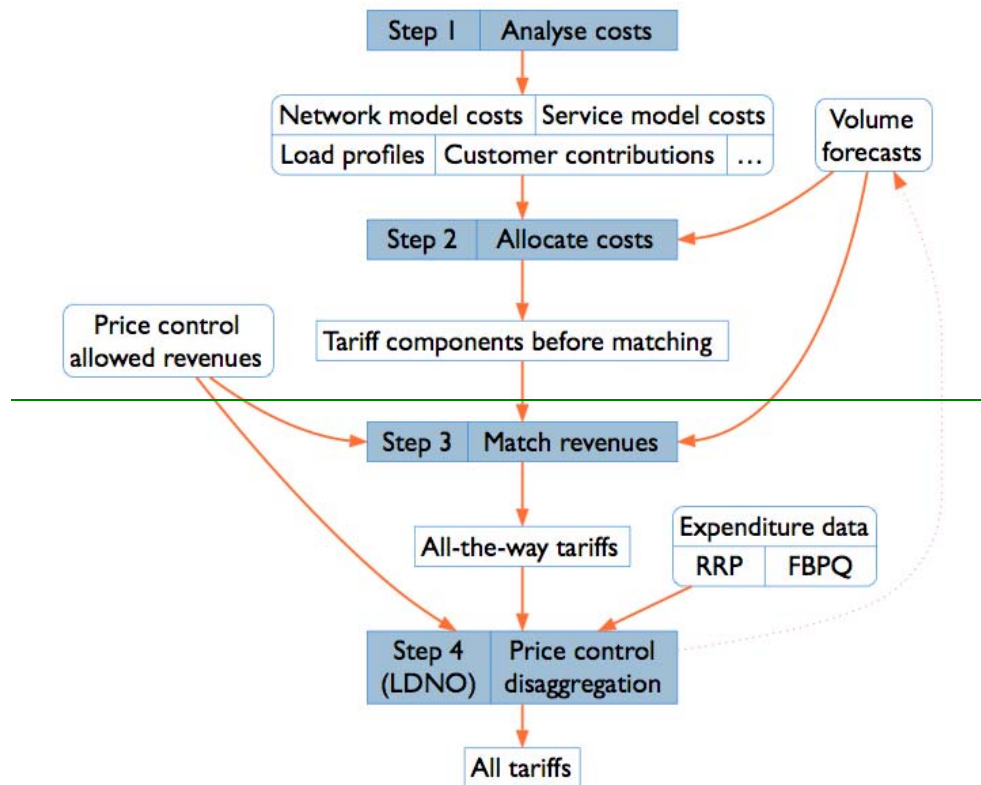 Step 1 Analyse costs
Network model costs Service model costs
Load profiles Customer contributions ...
Volume
forecasts
Step 2 Allocate costs
Price control
allowed revenues
Tariff components before matching
Step 3 Match revenues
All-the-way tariffs
Expenditure data
RRP FBPQ
Step 4
(LDNO)
Price control
disaggregation
All tariffs